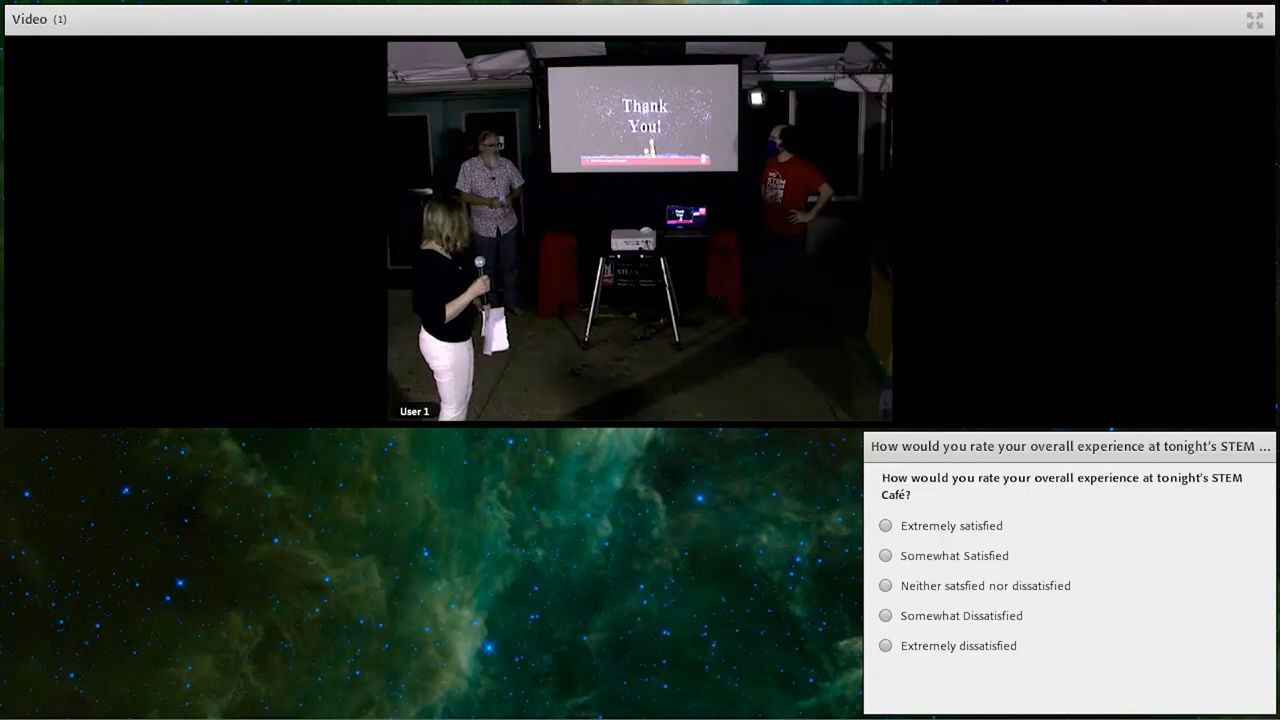 Video (1)
Thank
You!
STEM
STEM
User 1
How would you rate your overall experience at tonight's STEM ...
How would you rate your overall experience at tonight's STEM
Café?
Extremely satisfied
Somewhat Satisfied
Neither satsfied nor dissatisfied
Somewhat Dissatisfied
Extremely dissatisfied